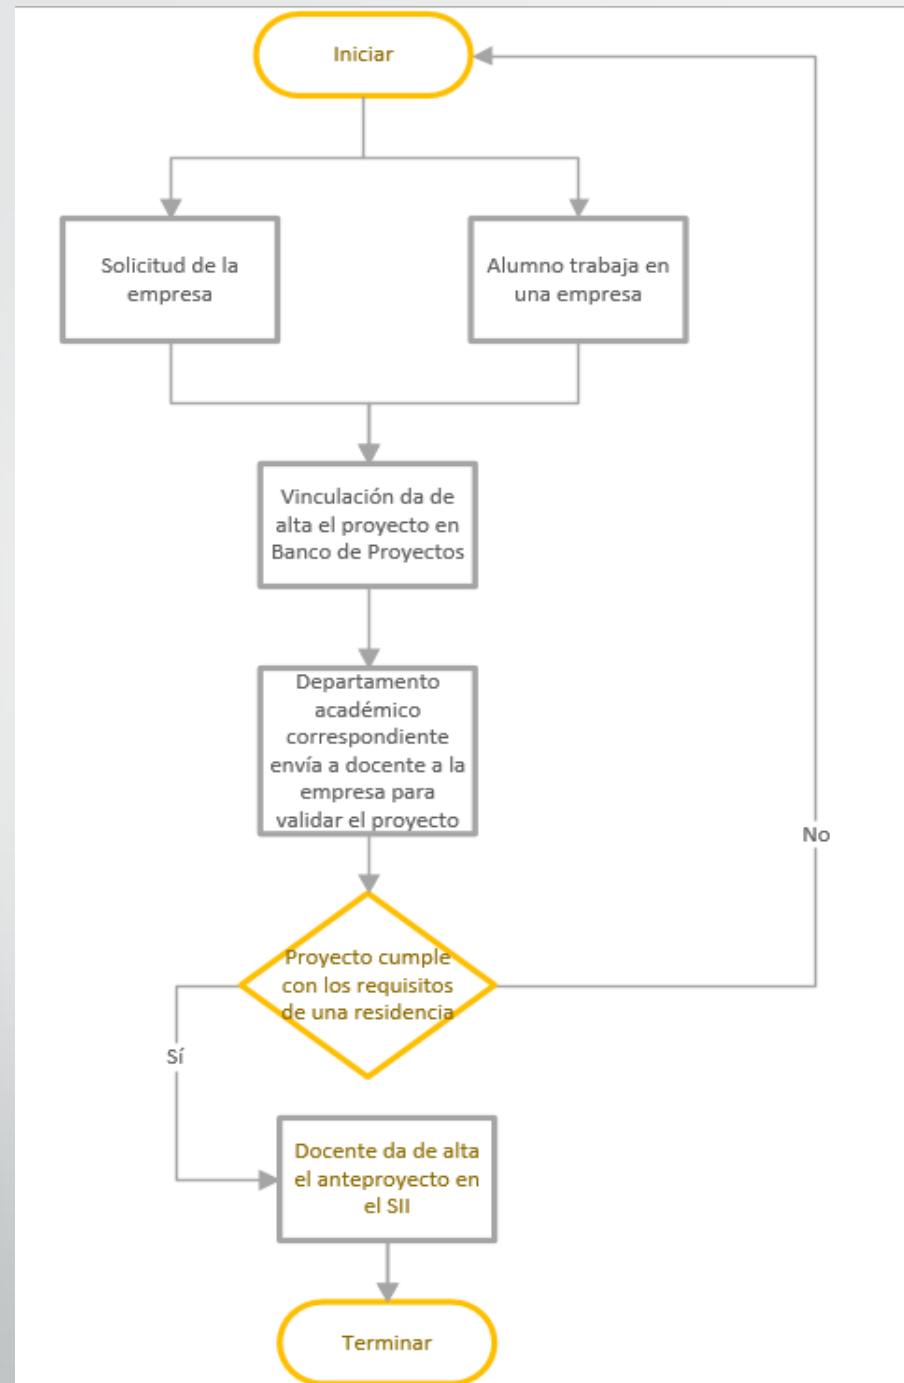 Iniciar
Solicitud de la
empresa
Alumno trabaja en
una empresa
Vinculación da de
alta el proyecto en
Banco de Proyectos
Departamento
académico
correspondiente
envía a docente a la
empresa para
validar el proyecto
No
Proyecto cumple
con los requisitos
de una residencia
Sí
Docente da de alta
el anteproyecto en
el SII
Terminar